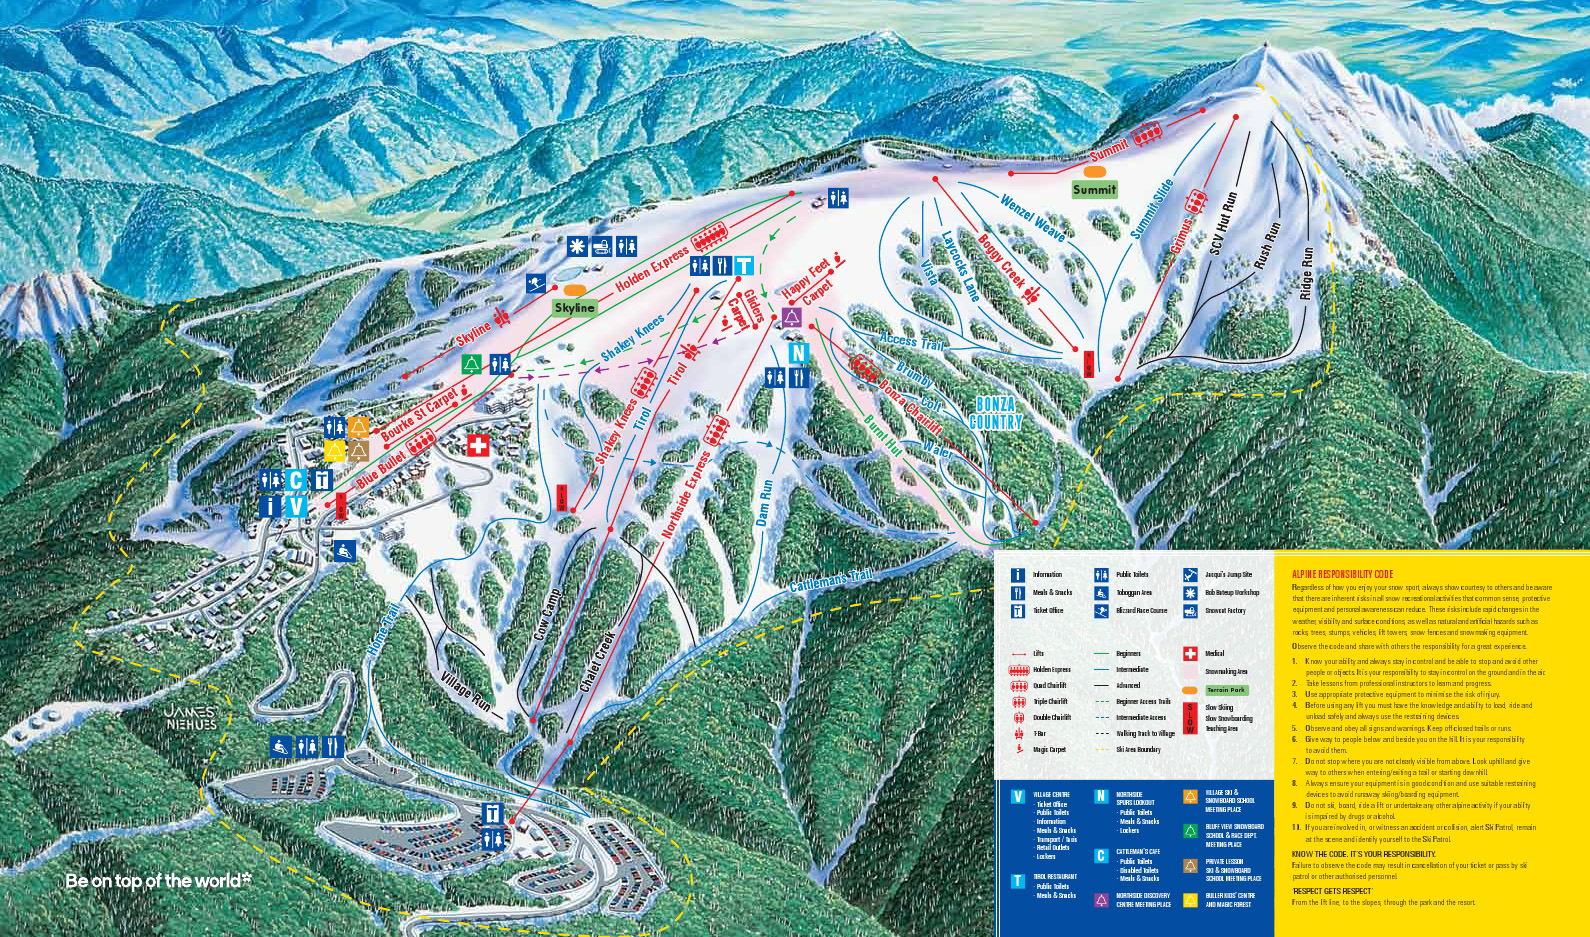 Summit
Summit
Wenzel Weave
Summit Slide
Grimus
SCV Hut Run
Rush Run
Ridge Run
Laycocks Lane
Vista
Boggy Creek
Holden Express
Skyline
Skyline
T
Happy Feet
Carpet
Gliders
Carpet
Shakey Knees
Access Trail
N
Brumby
Bonza Chairlift
BONZA
COUNTRY
Burnt Hut
Tirol
Shakey Knees
Tirol
Bourke St Carpet
Blue Bullet
C
T
i
V
SLOW
SLOW
SLOW
Northside Express
Dam Run
Cattlemans Trail
Home Trail
Cow Camp
Chalet Creek
Village Run
JAMES
NIEHUES
T
Be on top of the world
Information
Meals & Snacks
Ticket Office
Public Toilets
Toboggan Area
Blizzard Race Course
Jacqui's Jump Site
Bob Bateup Workshop
Snowcat Factory
Lifts
Holden Express
Quad Chairlift
Triple Chairlift
Double Chairlift
T-Bar
Magic Carpet
Beginners
Intermediate
Advanced
Beginner Access Trails
Intermediate Access
Walking Track to Village
Ski Area Boundary
Medical
Snowmaking Area
Terrain Park
SLOW
Slow Skiing
Slow Snowboarding
Teaching Area
V
VILLAGE CENTRE
- Ticket Office
- Public Toilets
- Information
- Meals & Snacks
- Transport / Taxis
- Retail Outlets
- Lockers
T
TIROL RESTAURANT
- Public Toilets
- Meals & Snacks
N
NORTHSIDE
SPURS LOOKOUT
- Public Toilets
- Meals & Snacks
- Lockers
C
CATTLEMAN'S CAFE
- Public Toilets
- Disabled Toilets
- Meals & Snacks
NORTHSIDE DISCOVERY
CENTRE MEETING PLACE
VILLAGE SKI &
SNOWBOARD SCHOOL
MEETING PLACE
BLUFF VIEW SNOWBOARD
SCHOOL & RACE DEPT.
MEETING PLACE
PRIVATE LESSON
SKI & SNOWBOARD
SCHOOL MEETING PLACE
BULLER KIDS' CENTRE
AND MAGIC FOREST
ALPINE RESPONSIBILITY CODE
Regardless of how you enjoy your snow sport, always show courtesy to others and be aware
that there are inherent risks in all snow recreational activities that common sense, protective
equipment and personal awareness can reduce. These risks include rapid changes in the
weather, visibility and surface conditions, as well as natural and artificial hazards such as
rocks, trees, stumps, vehicles, lift towers, snow fences and snowmaking equipment.
Observe the code and share with others the responsibility for a great experience.
1. Know your ability and always stay in control and be able to stop and avoid other
people or objects. It is your responsibility to stay in control on the ground and in the air.
2. Take lessons from professional instructors to learn and progress.
3. Use appropriate protective equipment to minimise the risk of injury.
4. Before using any lift you must have the knowledge and ability to load, ride and
unload safely and always use the restraining devices.
5. Observe and obey all signs and warnings. Keep off closed trails or runs.
6. Give way to people below and beside you on the hill. It is your responsibility
to avoid them.
7. Do not stop where you are not clearly visible from above. Look uphill and give
way to others when entering/exiting a trail or starting downhill.
8. Always ensure your equipment is in good condition and use suitable restraining
devices to avoid runaway skiing/boarding equipment.
9. Do not ski, board, ride a lift or undertake any other alpine activity if your ability
is impaired by drugs or alcohol.
10. If you are involved in, or witness an accident or collision, alert Ski Patrol, remain
at the scene and identify yourself to the Ski Patrol.
KNOW THE CODE. IT'S YOUR RESPONSIBILITY.
Failure to observe the code may result in cancellation of your ticket or pass by ski
patrol or other authorised personnel.
'RESPECT GETS RESPECT'
From the lift line, to the slopes, through the park and the resort.